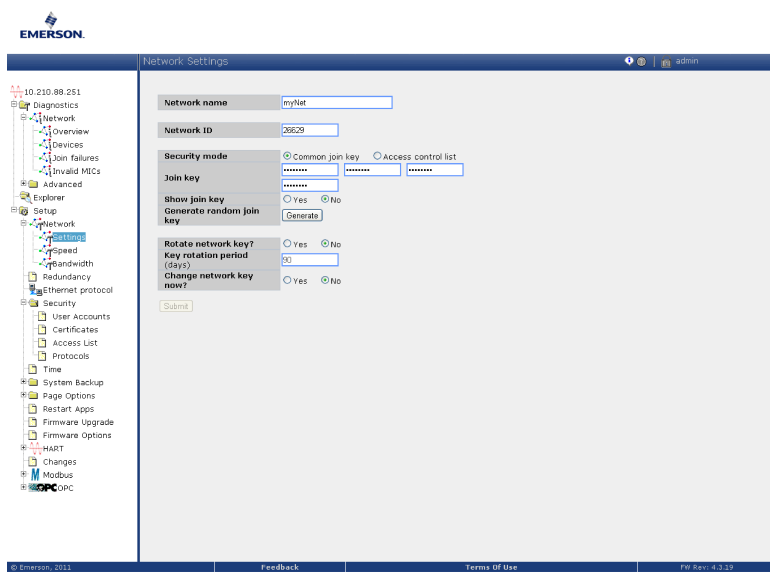 EMERSON.
Network Settings
admin
10.210.88.251
Diagnostics
Network
Overview
Devices
Join failures
Invalid MICs
Advanced
Explorer
Setup
Network
Settings
Speed
Bandwidth
Redundancy
Ethernet protocol
Security
User Accounts
Certificates
Access List
Protocols
Time
System Backup
Page Options
Restart Apps
Firmware Upgrade
Firmware Options
HART
Changes
Modbus
OPC OPC
Network name myNet
Network ID 26629
Security mode Common join key Access control list
Join key •••••••• •••••••• ••••••••
••••••••
Show join key Yes No
Generate random join
key
Generate
Rotate network key? Yes No
Key rotation period
(days)
90
Change network key
now?
Yes No
Submit
© Emerson, 2011 Feedback Terms Of Use FW Rev: 4.3.19